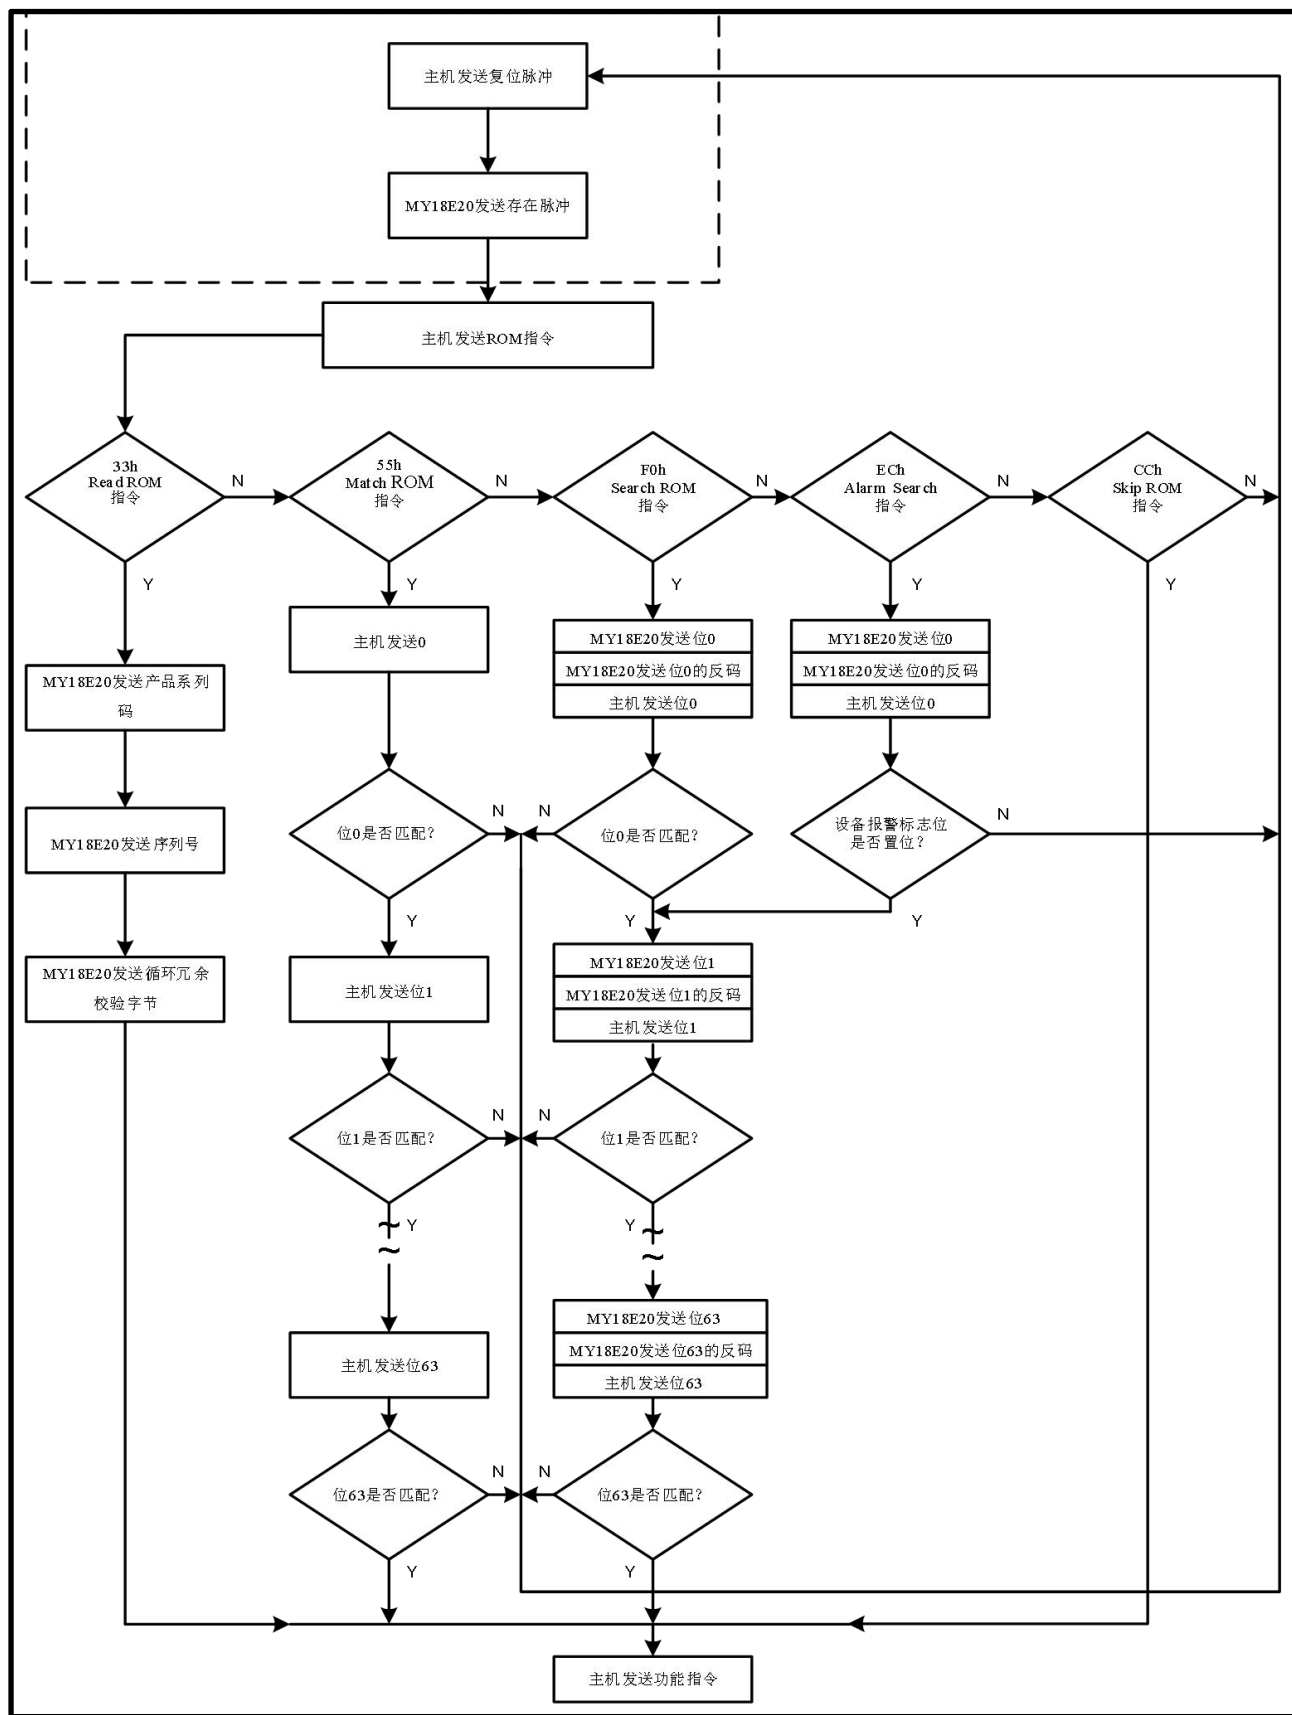 主机发送复位脉冲
MY18E20发送存在脉冲
主机发送ROM指令
33h
Read ROM
指令
N
55h
Match ROM
指令
N
F0h
Search ROM
指令
N
ECh
Alarm Search
指令
N
CCh
Skip ROM
指令
N
Y
Y
Y
Y
Y
主机发送0
MY18E20发送位0
MY18E20发送位0的反码
主机发送位0
MY18E20发送位0
MY18E20发送位0的反码
主机发送位0
MY18E20发送产品系列
码
位0是否匹配?
N
N
位0是否匹配?
设备报警标志位
是否置位?
N
MY18E20发送序列号
Y
Y
Y
MY18E20发送循环冗余
校验字节
主机发送位1
MY18E20发送位1
MY18E20发送位1的反码
主机发送位1
位1是否匹配?
N
N
位1是否匹配?
Y
Y
主机发送位63
MY18E20发送位63
MY18E20发送位63的反码
主机发送位63
位63是否匹配?
N
N
位63是否匹配?
Y
Y
主机发送功能指令